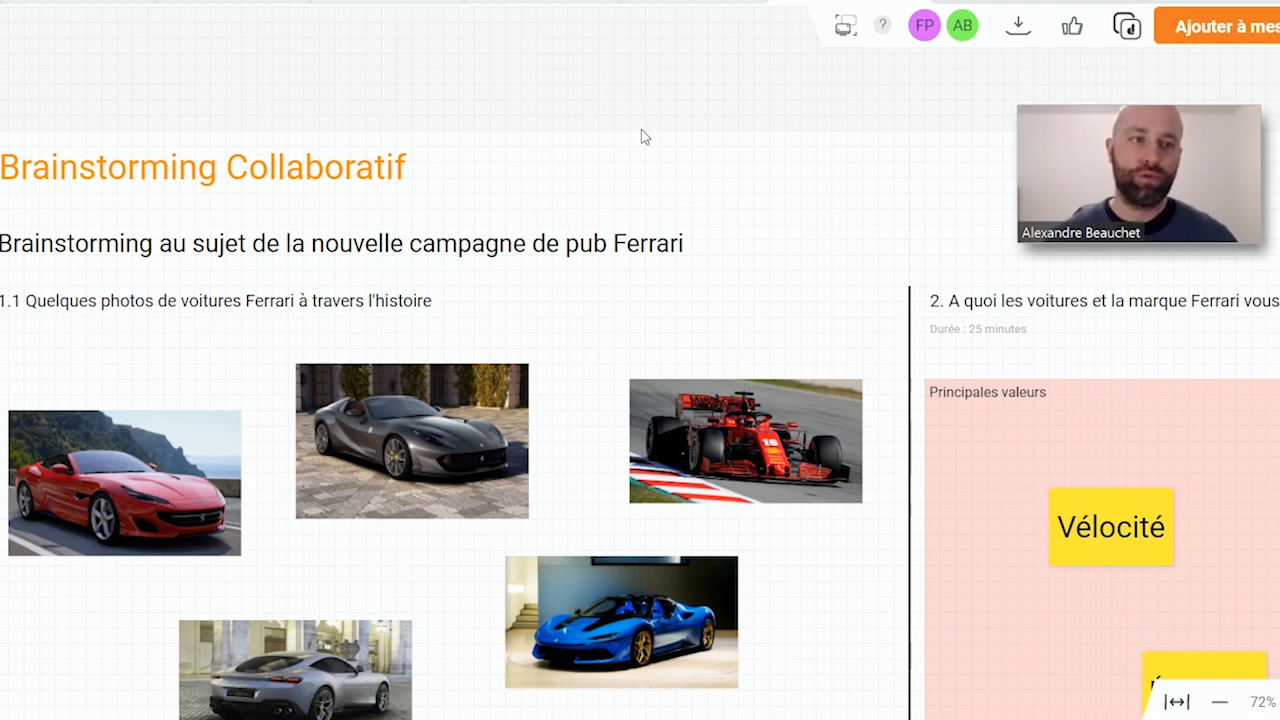 FP
AB
Ajouter à mes
Alexandre Beauchet
Brainstorming Collaboratif
Brainstorming au sujet de la nouvelle campagne de pub Ferrari
1.1 Quelques photos de voitures Ferrari à travers l'histoire
2. A quoi les voitures et la marque Ferrari vous
Durée : 25 minutes
Principales valeurs
16
Vélocité
72%